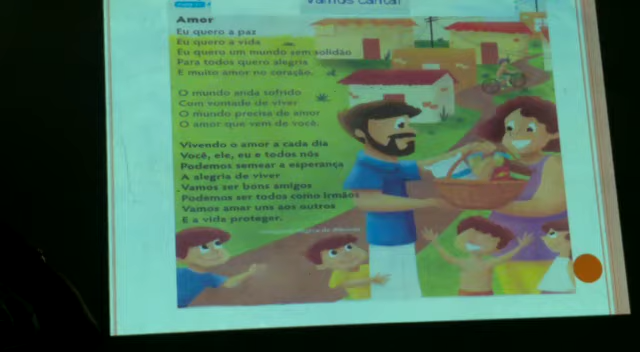 Vamos cantar
Amor
Eu quero a paz
Eu quero a vida
Eu quero um mundo sem solidão
Para todos quero alegria
E muito amor no coração.
O mundo anda sofrido
Com vontade de viver
O mundo precisa de amor
O amor que vem de você.
Vivendo o amor a cada dia
Você, ele, eu e todos nós
Podemos semear a esperança
A alegria de viver
Vamos ser bons amigos
Podemos ser todos como irmãos
Vamos amar uns aos outros
E a vida proteger.